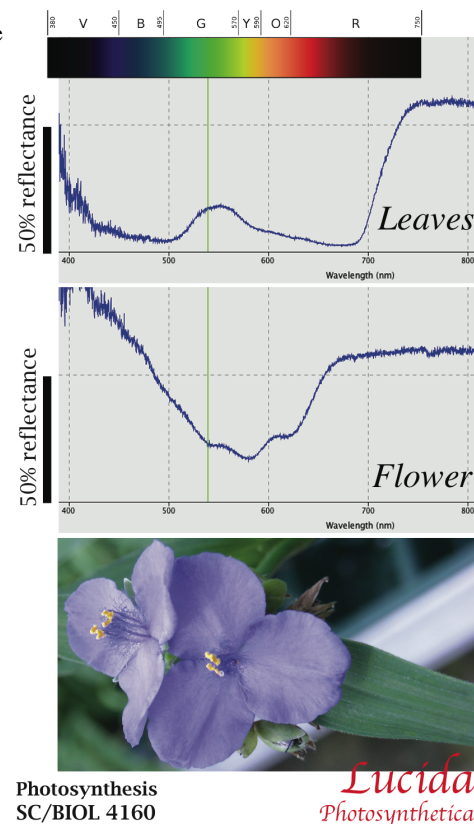 e
380 V 450 B 495 G 570 Y 590 O 620 R 750
50% reflectance
Leaves
400 500 600 700 800
Wavelength (nm)
50% reflectance
Flower
400 500 600 700 800
Wavelength (nm)
Photosynthesis
SC/BIOL 4160
Lucida
Photosynthetica